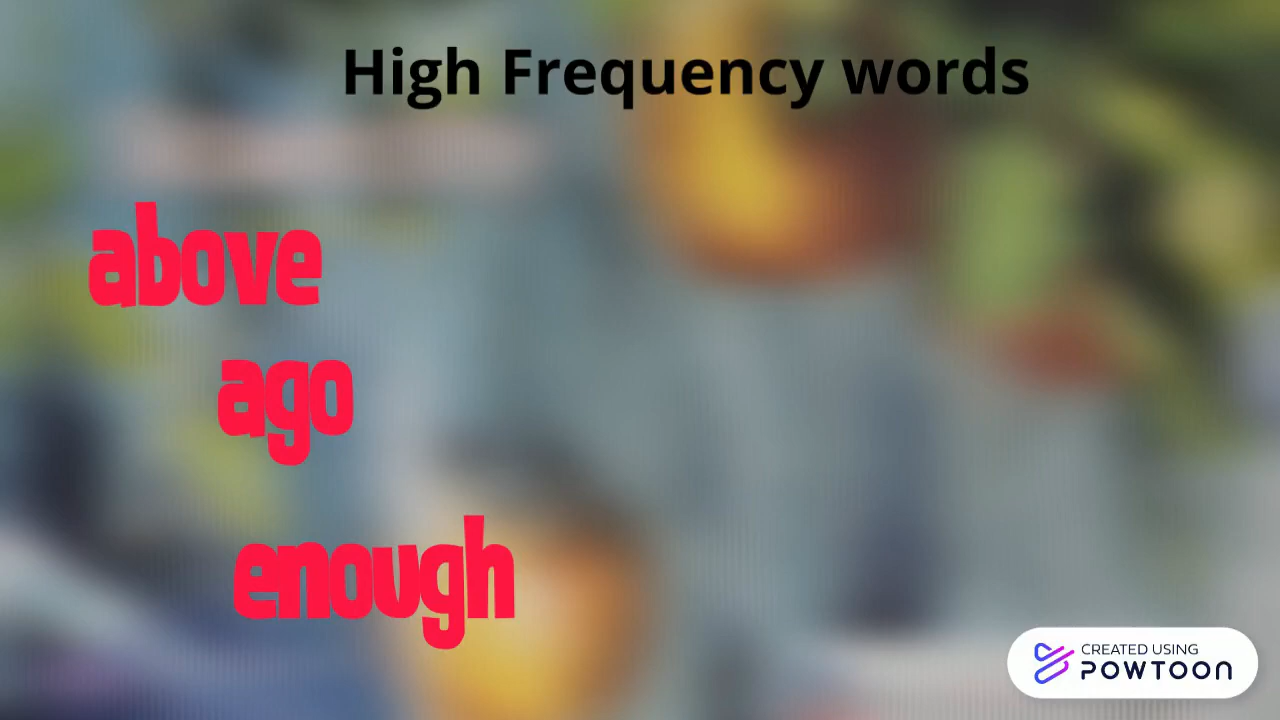 High Frequency words
above
ago
enough
CREATED USING
POWTOON